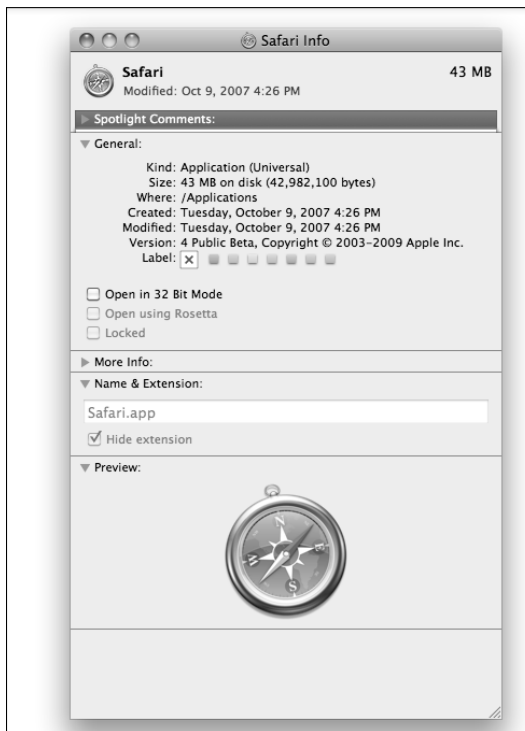 Safari Info
Safari 43 MB
Modified: Oct 9, 2007 4:26 PM
Spotlight Comments:
General:
Kind: Application (Universal)
Size: 43 MB on disk (42,982,100 bytes)
Where: /Applications
Created: Tuesday, October 9, 2007 4:26 PM
Modified: Tuesday, October 9, 2007 4:26 PM
Version: 4 Public Beta, Copyright © 2003–2009 Apple Inc.
Label:
Open in 32 Bit Mode
Open using Rosetta
Locked
More Info:
Name & Extension:
Safari.app
Hide extension
Preview:
N
E
S
W